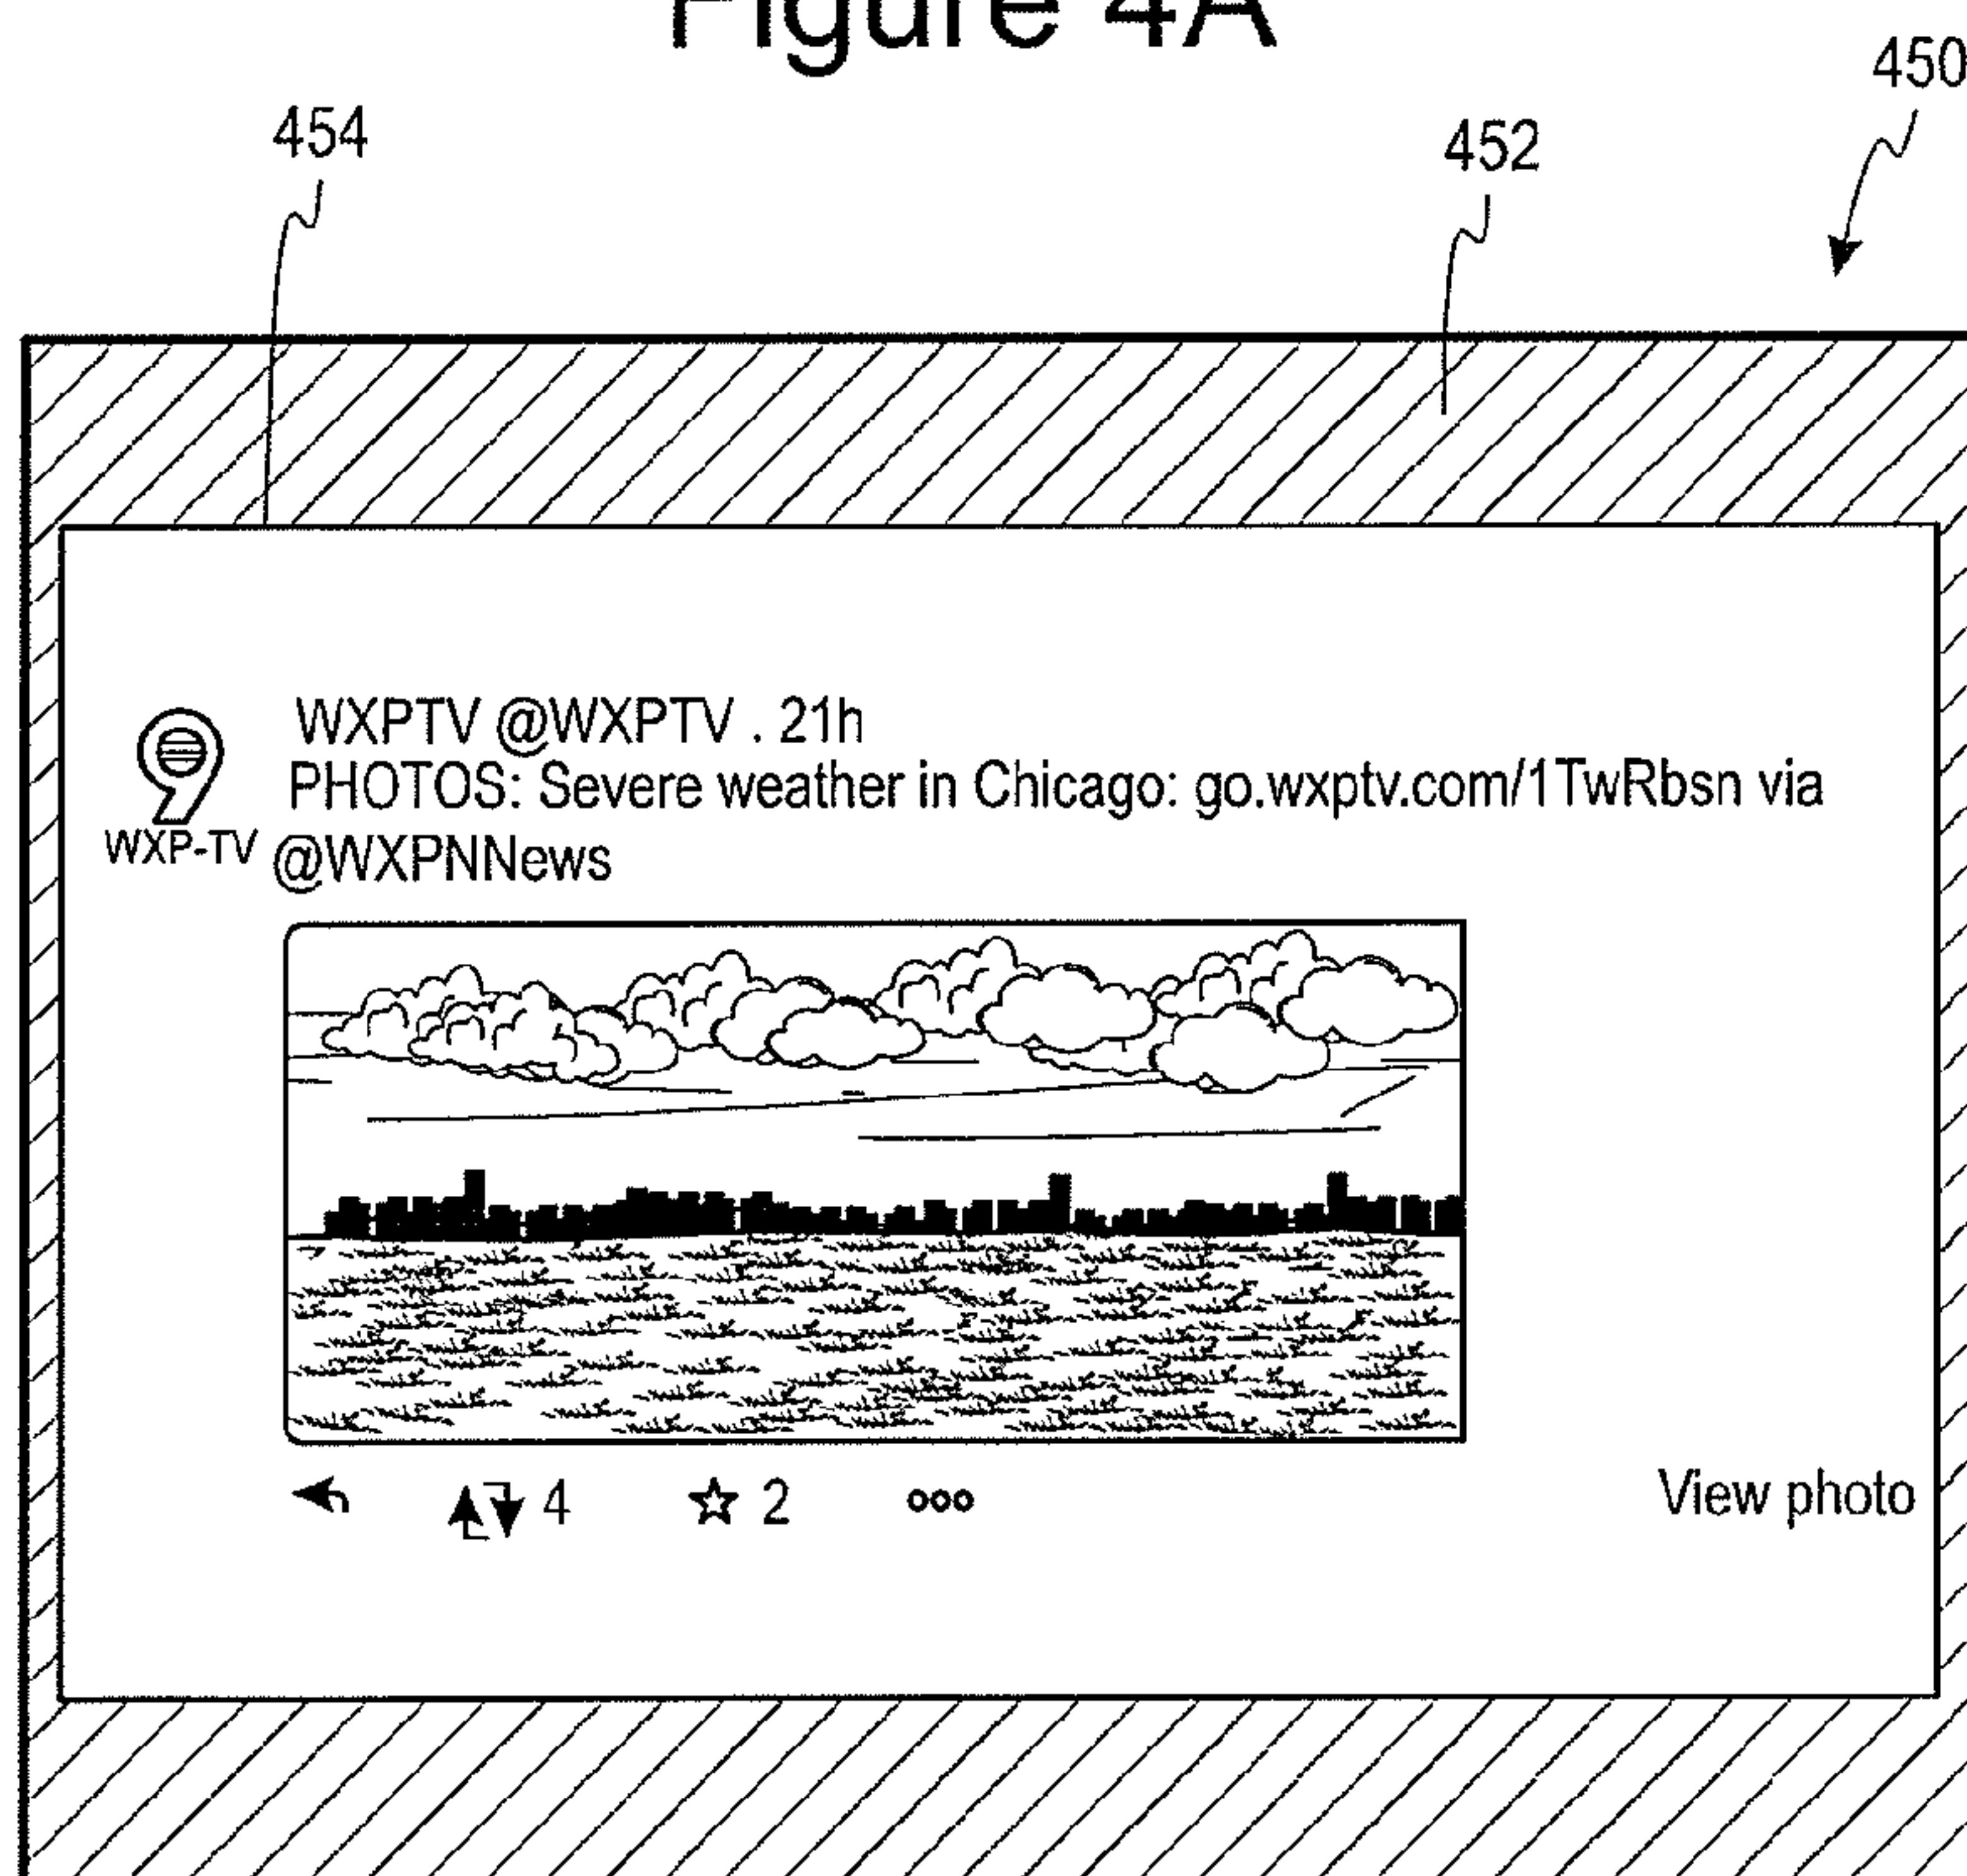 Figure 4A
450
454
452
WXPTV @WXPTV . 21h
PHOTOS: Severe weather in Chicago: go.wxptv.com/1TwRbsn via
@WXPNNews
9
WXP-TV
4
2
View photo